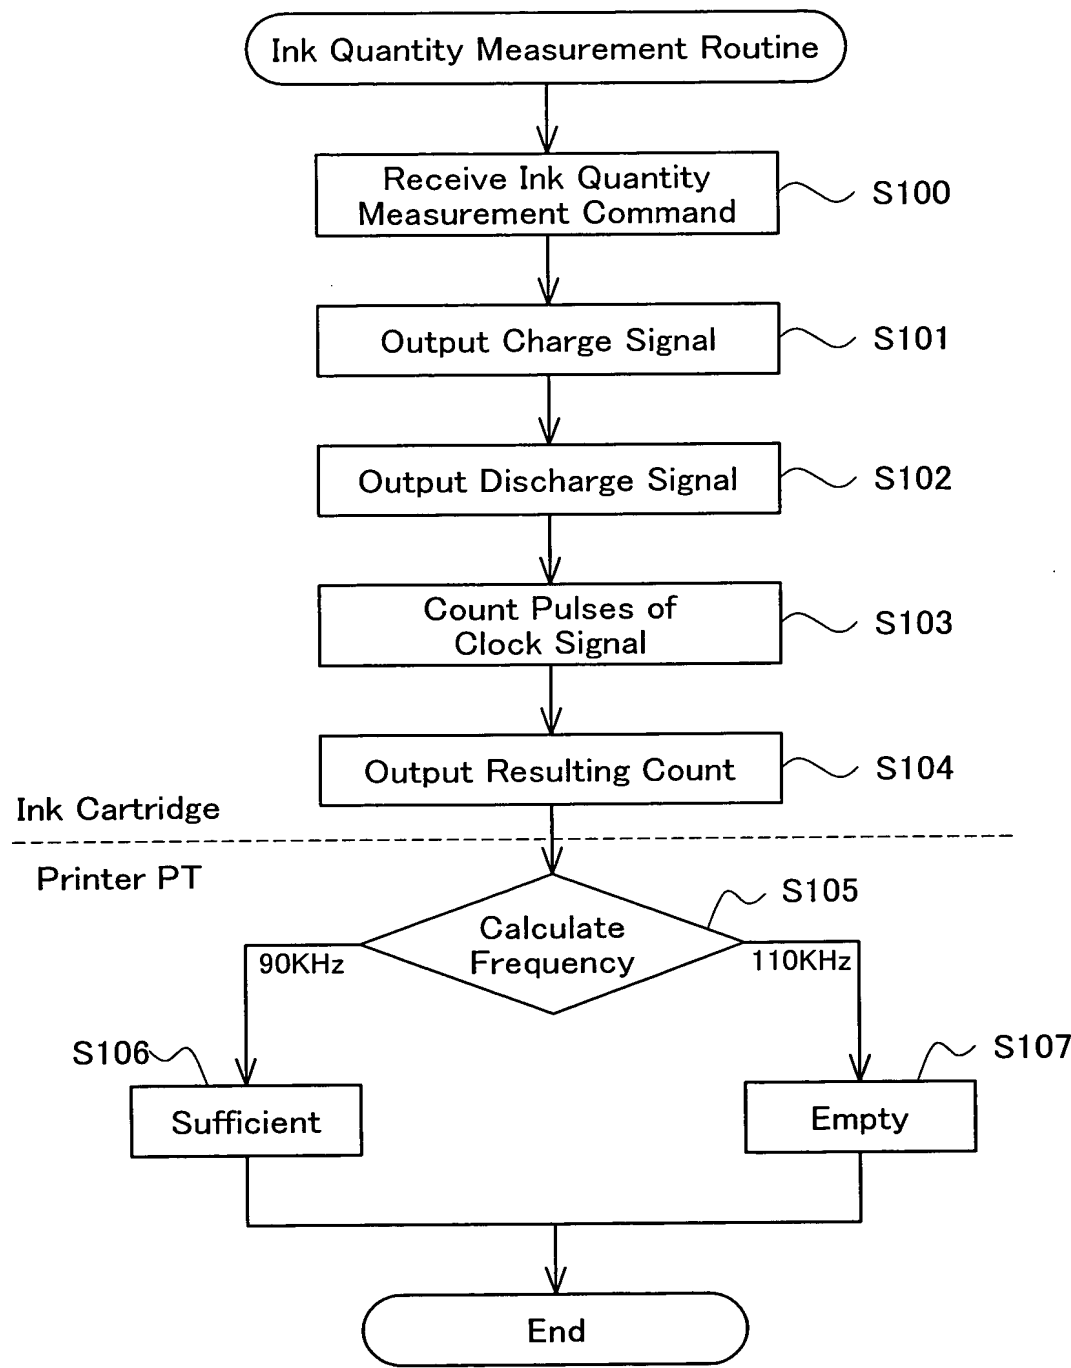 Ink Quantity Measurement Routine
Receive Ink Quantity
Measurement Command
S100
Output Charge Signal
S101
Output Discharge Signal
S102
Count Pulses of
Clock Signal
S103
Output Resulting Count
S104
Ink Cartridge
Printer PT
Calculate
Frequency
S105
90KHz
110KHz
S106
S107
Sufficient
Empty
End